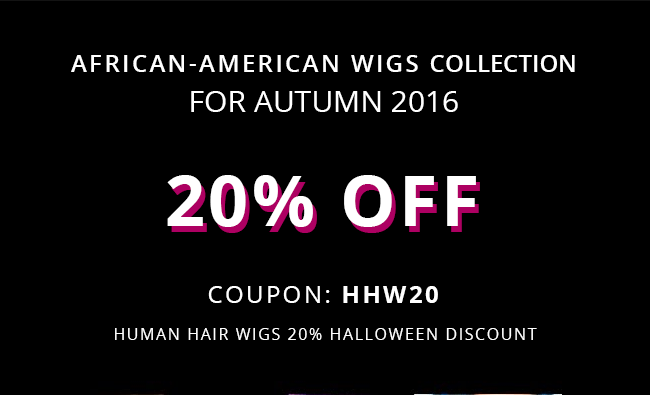 AFRICAN-AMERICAN WIGS COLLECTION
FOR AUTUMN 2016
20% OFF
COUPON: HHW20
HUMAN HAIR WIGS 20% HALLOWEEN DISCOUNT